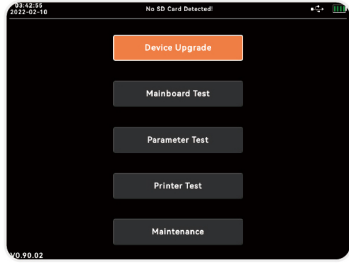 03:42:55
No SD Card Detected!
2022-02-10
Device Upgrade
Mainboard Test
Parameter Test
Printer Test
Maintenance
V0.90.02